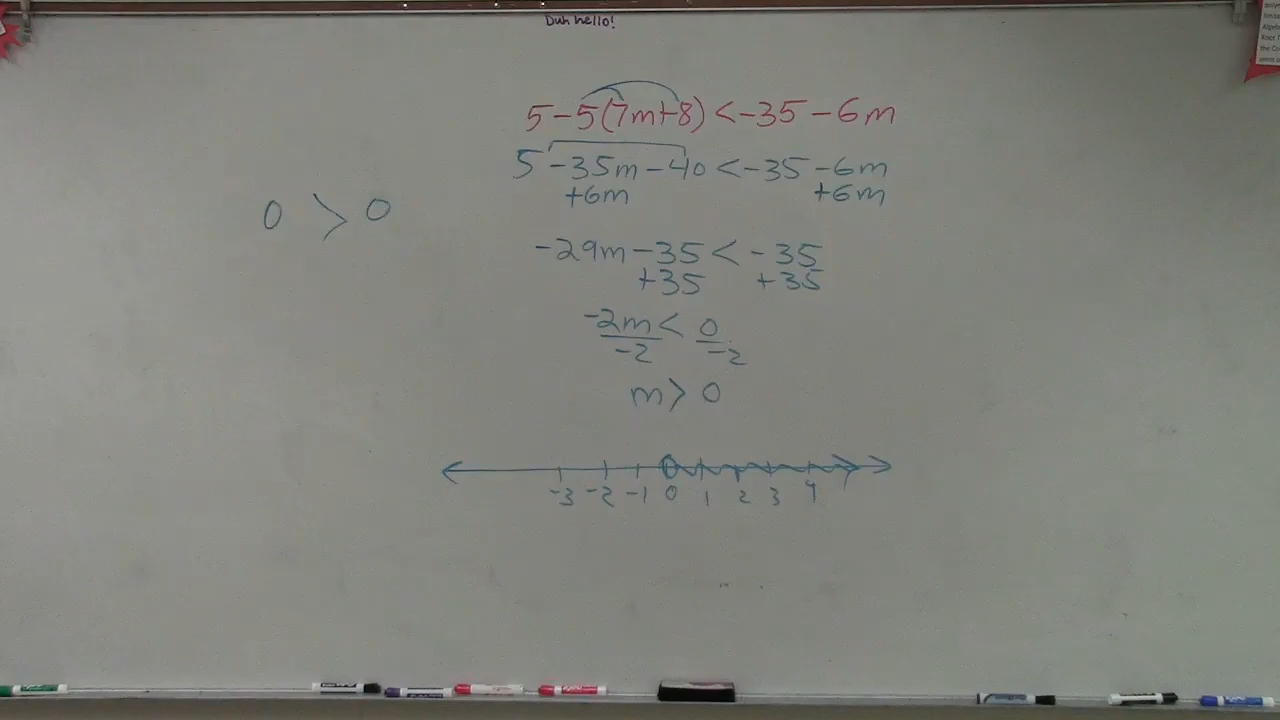 Duh hello!
5-5(7m+8)<-35-6m
5-35m-40<-35-6m
+6m +6m
0 > 0
-29m-35<-35
+35 +35
-2m < 0
-2 -2
m > 0
-3 -2 -1 0 1 2 3 4